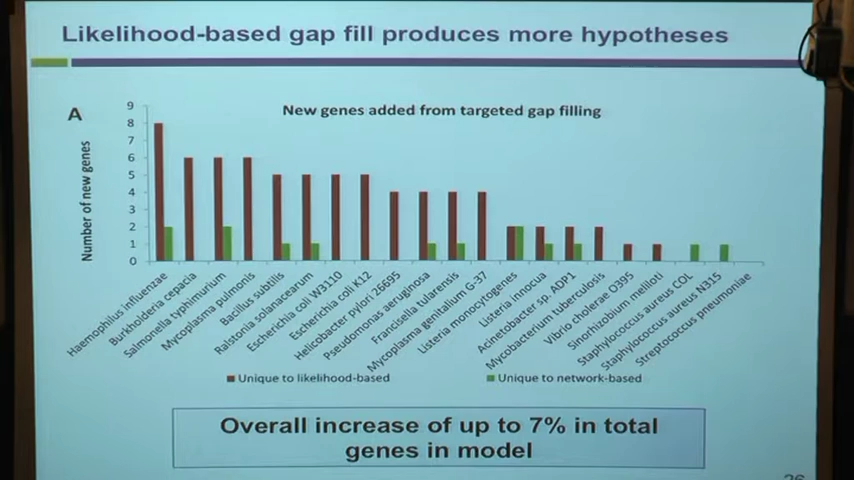 Likelihood-based gap fill produces more hypotheses
A
New genes added from targeted gap filling
Number of new genes
9
8
7
6
5
4
3
2
1
0
Haemophilus influenzae
Burkholderia cepacia
Salmonella typhimurium
Mycoplasma pulmonis
Bacillus subtilis
Ralstonia solanacearum
Escherichia coli W3110
Escherichia coli K12
Helicobacter pylori 26695
Pseudomonas aeruginosa
Francisella tularensis
Mycoplasma genitalium G-37
Listeria monocytogenes
Listeria innocua
Acinetobacter sp. ADP1
Mycobacterium tuberculosis
Vibrio cholerae O395
Sinorhizobium meliloti
Staphylococcus aureus COL
Staphylococcus aureus N315
Streptococcus pneumoniae
Unique to likelihood-based
Unique to network-based
Overall increase of up to 7% in total
genes in model